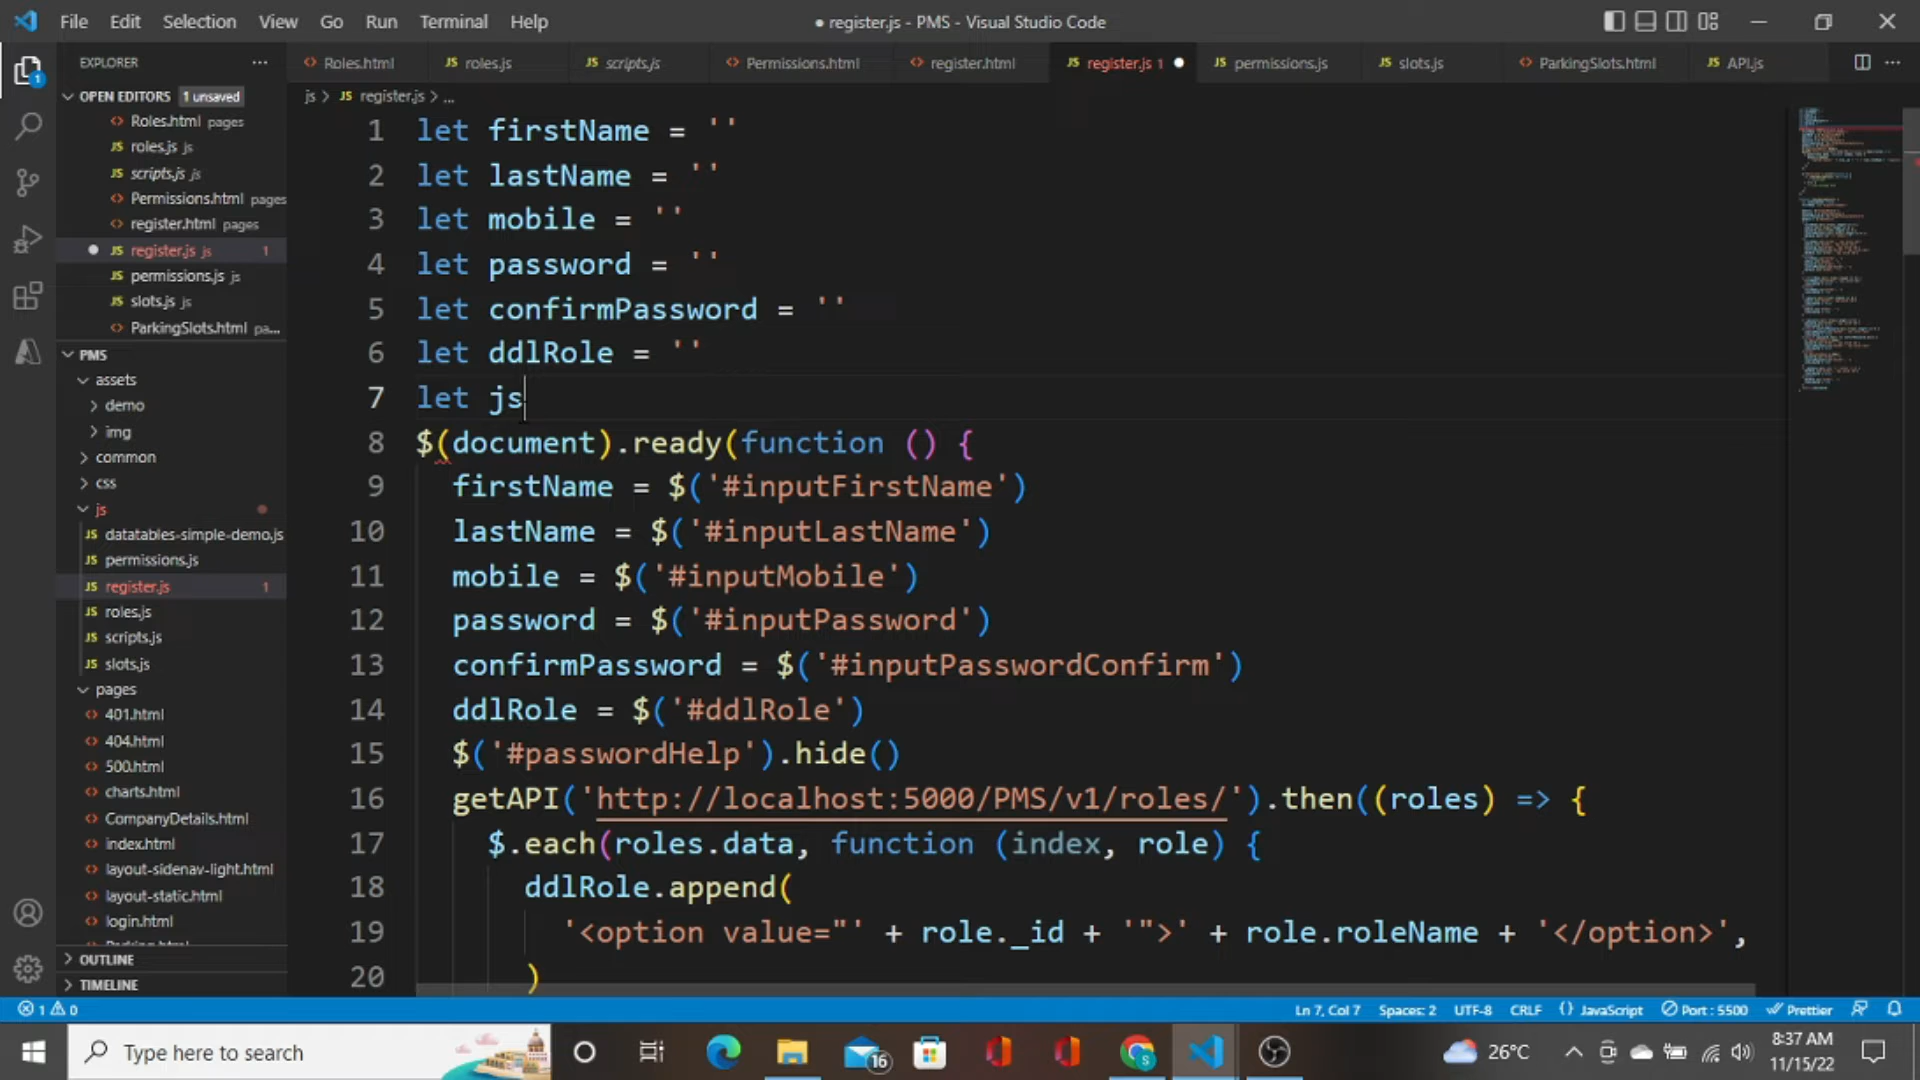 File Edit Selection View Go Run Terminal Help
● register.js - PMS - Visual Studio Code
EXPLORER
Roles.html
roles.js
scripts.js
Permissions.html
register.html
register.js 1
permissions.js
slots.js
ParkingSlots.html
API.js
OPEN EDITORS 1 unsaved
Roles.html pages
roles.js js
scripts.js js
Permissions.html pages
register.html pages
register.js js 1
permissions.js js
slots.js js
ParkingSlots.html pa...
PMS
assets
demo
img
common
css
js
datatables-simple-demo.js
permissions.js
register.js 1
roles.js
scripts.js
slots.js
pages
401.html
404.html
500.html
charts.html
CompanyDetails.html
index.html
layout-sidenav-light.html
layout-static.html
login.html
Parking.html
OUTLINE
TIMELINE
js > JS register.js > ...
1 let firstName = ''
2 let lastName = ''
3 let mobile = ''
4 let password = ''
5 let confirmPassword = ''
6 let ddlRole = ''
7 let js
8 $(document).ready(function () {
9 firstName = $('#inputFirstName')
10 lastName = $('#inputLastName')
11 mobile = $('#inputMobile')
12 password = $('#inputPassword')
13 confirmPassword = $('#inputPasswordConfirm')
14 ddlRole = $('#ddlRole')
15 $('#passwordHelp').hide()
16 getAPI('http://localhost:5000/PMS/v1/roles/').then((roles) => {
17 $.each(roles.data, function (index, role) {
18 ddlRole.append(
19 '<option value="' + role._id + '">' + role.roleName + '</option>',
20 )
1 0
Ln 7, Col 7 Spaces: 2 UTF-8 CRLF {} JavaScript Port : 5500 Prettier
Type here to search
16
26°C
8:37 AM
11/15/22